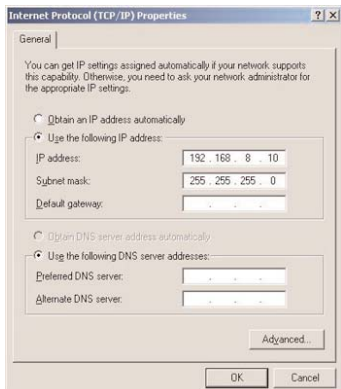 Internet Protocol (TCP/IP) Properties
General
You can get IP settings assigned automatically if your network supports
this capability. Otherwise, you need to ask your network administrator for
the appropriate IP settings.
Obtain an IP address automatically
Use the following IP address:
IP address: 192 . 168 . 8 . 10
Subnet mask: 255 . 255 . 255 . 0
Default gateway: . . .
Obtain DNS server address automatically
Use the following DNS server addresses:
Preferred DNS server: . . .
Alternate DNS server: . . .
Advanced...
OK Cancel